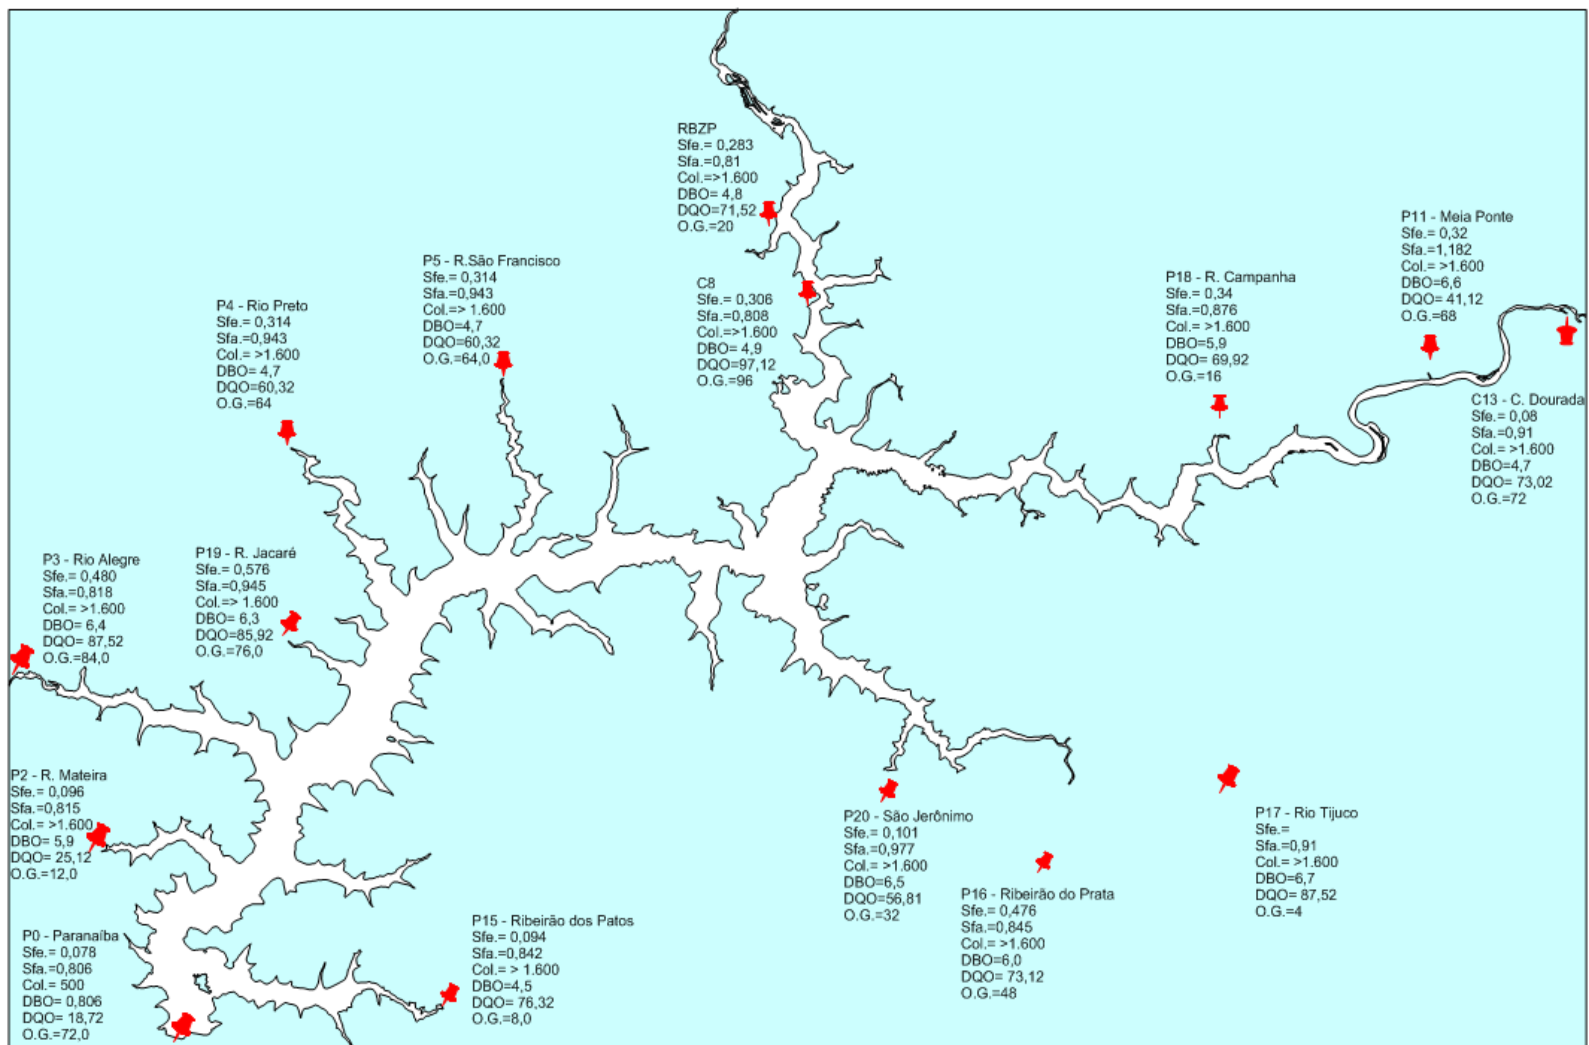 RBZP
Sfe.= 0,283
Sfa.=0,81
Col.=>1.600
DBO= 4,8
DQO=71,52
O.G.=20
P11 - Meia Ponte
Sfe.= 0,32
Sfa.=1,182
Col.= >1.600
DBO=6,6
DQO= 41,12
O.G.=68
P5 - R.São Francisco
Sfe.= 0,314
Sfa.=0,943
Col.=> 1.600
DBO=4,7
DQO=60,32
O.G.=64,0
C8
Sfe.= 0,306
Sfa.=0,808
Col.=>1.600
DBO= 4,9
DQO=97,12
O.G.=96
P18 - R. Campanha
Sfe.= 0,34
Sfa.=0,876
Col.= >1.600
DBO=5,9
DQO= 69,92
O.G.=16
P4 - Rio Preto
Sfe.= 0,314
Sfa.=0,943
Col.= >1.600
DBO= 4,7
DQO=60,32
O.G.=64
C13 - C. Dourada
Sfe.= 0,08
Sfa.=0,91
Col.= >1.600
DBO=4,7
DQO= 73,02
O.G.=72
P3 - Rio Alegre
Sfe.= 0,480
Sfa.=0,818
Col.= >1.600
DBO= 6,4
DQO= 87,52
O.G.=84,0
P19 - R. Jacaré
Sfe.= 0,576
Sfa.=0,945
Col.=> 1.600
DBO= 6,3
DQO=85,92
O.G.=76,0
P2 - R. Mateira
Sfe.= 0,096
Sfa.=0,815
Col.= >1.600
DBO= 5,9
DQO= 25,12
O.G.=12,0
P20 - São Jerônimo
Sfe.= 0,101
Sfa.=0,977
Col.= >1.600
DBO=6,5
DQO=56,81
O.G.=32
P17 - Rio Tijuco
Sfe.=
Sfa.=0,91
Col.= >1.600
DBO=6,7
DQO= 87,52
O.G.=4
P16 - Ribeirão do Prata
Sfe.= 0,476
Sfa.=0,845
Col.= >1.600
DBO=6,0
DQO= 73,12
O.G.=48
P15 - Ribeirão dos Patos
Sfe.= 0,094
Sfa.=0,842
Col.= > 1.600
DBO=4,5
DQO= 76,32
O.G.=8,0
P0 - Paranaíba
Sfe.= 0,078
Sfa.=0,806
Col.= 500
DBO= 0,806
DQO= 18,72
O.G.=72,0